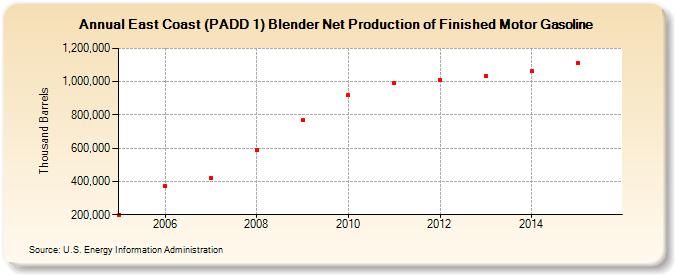 Annual East Coast (PADD 1) Blender Net Production of Finished Motor Gasoline
Thousand Barrels
1,200,000
1,000,000
800,000
600,000
400,000
200,000
2006 2008 2010 2012 2014
Source: U.S. Energy Information Administration